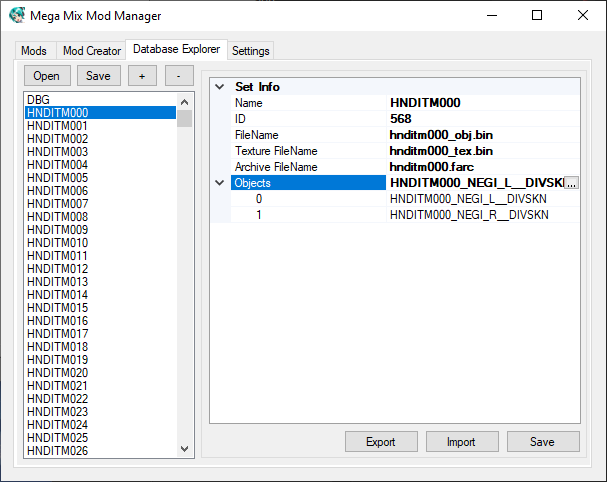 Mega Mix Mod Manager
Mods Mod Creator Database Explorer Settings
Open Save + -
DBG
HNDITM000
HNDITM001
HNDITM002
HNDITM003
HNDITM004
HNDITM005
HNDITM006
HNDITM007
HNDITM008
HNDITM009
HNDITM010
HNDITM011
HNDITM012
HNDITM013
HNDITM014
HNDITM015
HNDITM016
HNDITM017
HNDITM018
HNDITM019
HNDITM020
HNDITM021
HNDITM022
HNDITM023
HNDITM024
HNDITM025
HNDITM026
Set Info
Name HNDITM000
ID 568
FileName hnditm000_obj.bin
Texture FileName hnditm000_tex.bin
Archive FileName hnditm000.farc
Objects HNDITM000_NEGI_L__DIVSKI ...
0 HNDITM000_NEGI_L__DIVSKN
1 HNDITM000_NEGI_R__DIVSKN
Export Import Save